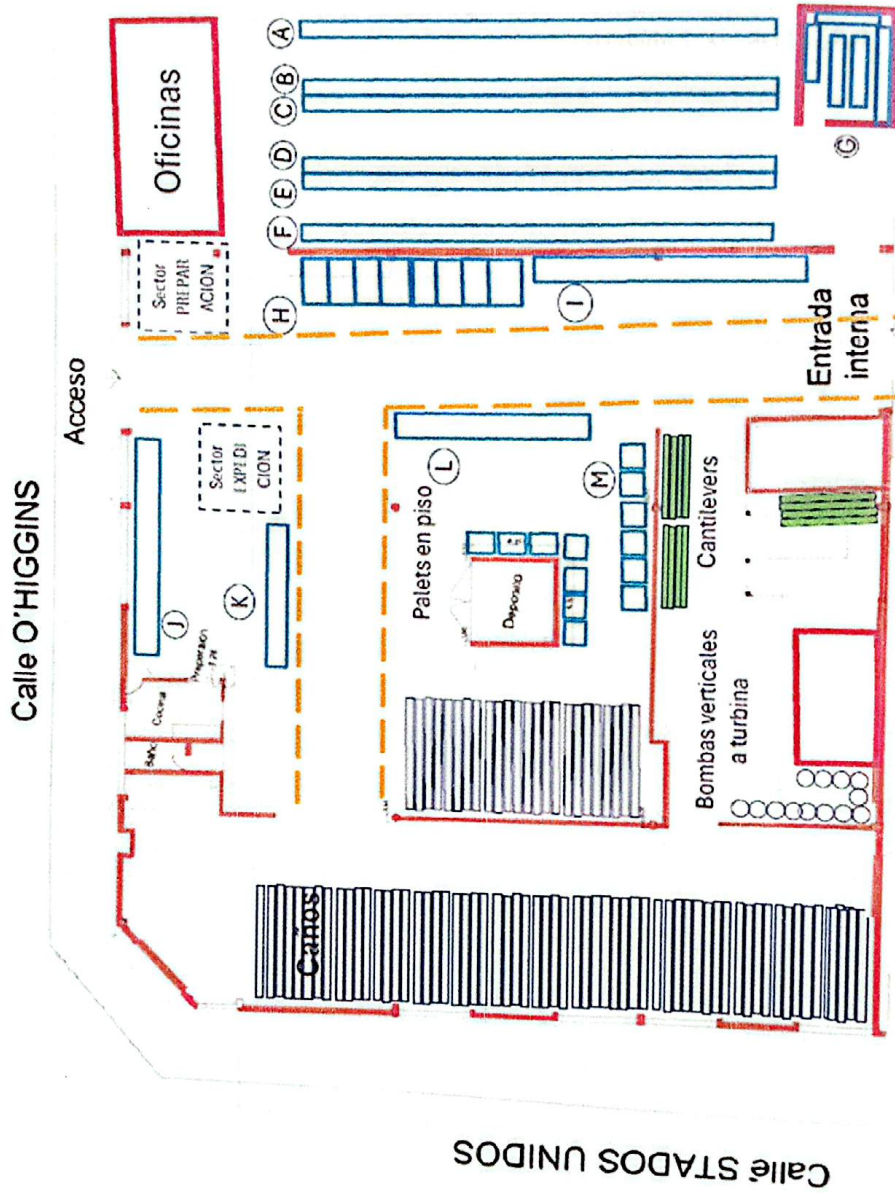 Calle O'HIGGINS
Acceso
Oficinas
Sector
PREPAR
ACION
Sector
EXPEDI
CION
A
B
C
D
E
F
G
H
I
J
K
L
M
Cocina
Baño
Palets en piso
Deposito
Entrada
interna
Cantilevers
Bombas verticales
a turbina
Caños
Calle STADOS UNIDOS